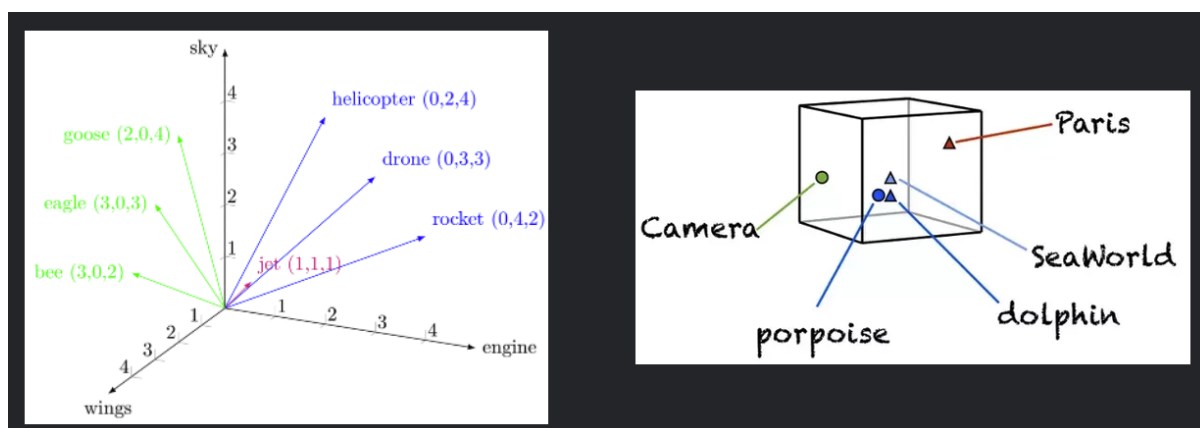 sky
4
3
2
1
helicopter (0,2,4)
goose (2,0,4)
drone (0,3,3)
eagle (3,0,3)
rocket (0,4,2)
jet (1,1,1)
bee (3,0,2)
1
2
3
4
engine
1
2
3
4
wings
Paris
Camera
SeaWorld
dolphin
porpoise